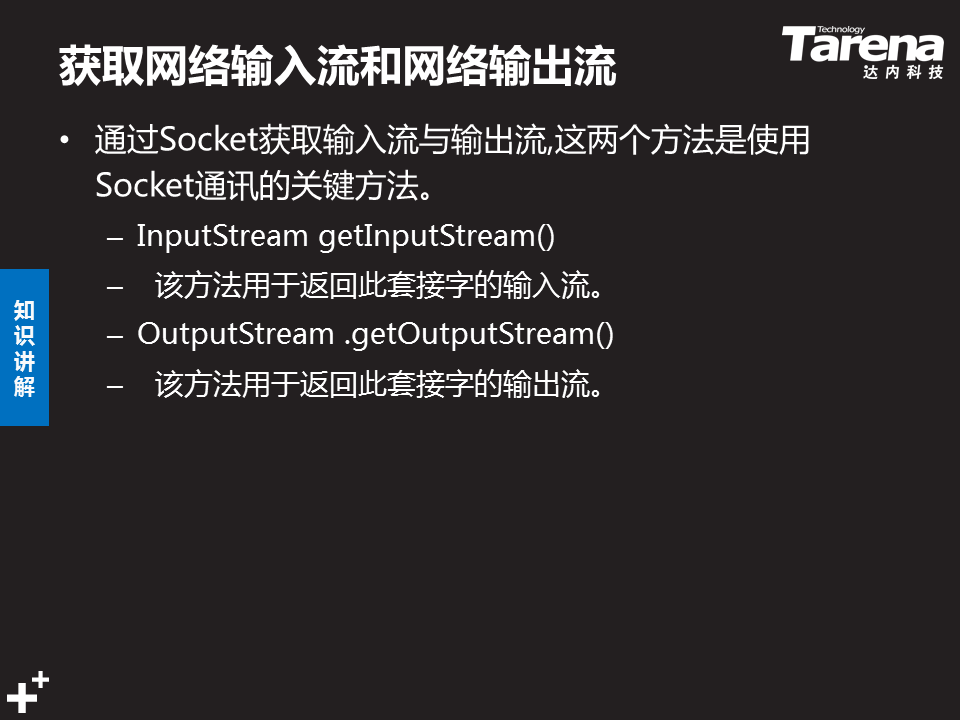 获取网络输入流和网络输出流
Technology
Tarena
达内科技
• 通过Socket获取输入流与输出流,这两个方法是使用
Socket通讯的关键方法。
– InputStream getInputStream()
– 该方法用于返回此套接字的输入流。
– OutputStream .getOutputStream()
– 该方法用于返回此套接字的输出流。
知
识
讲
解